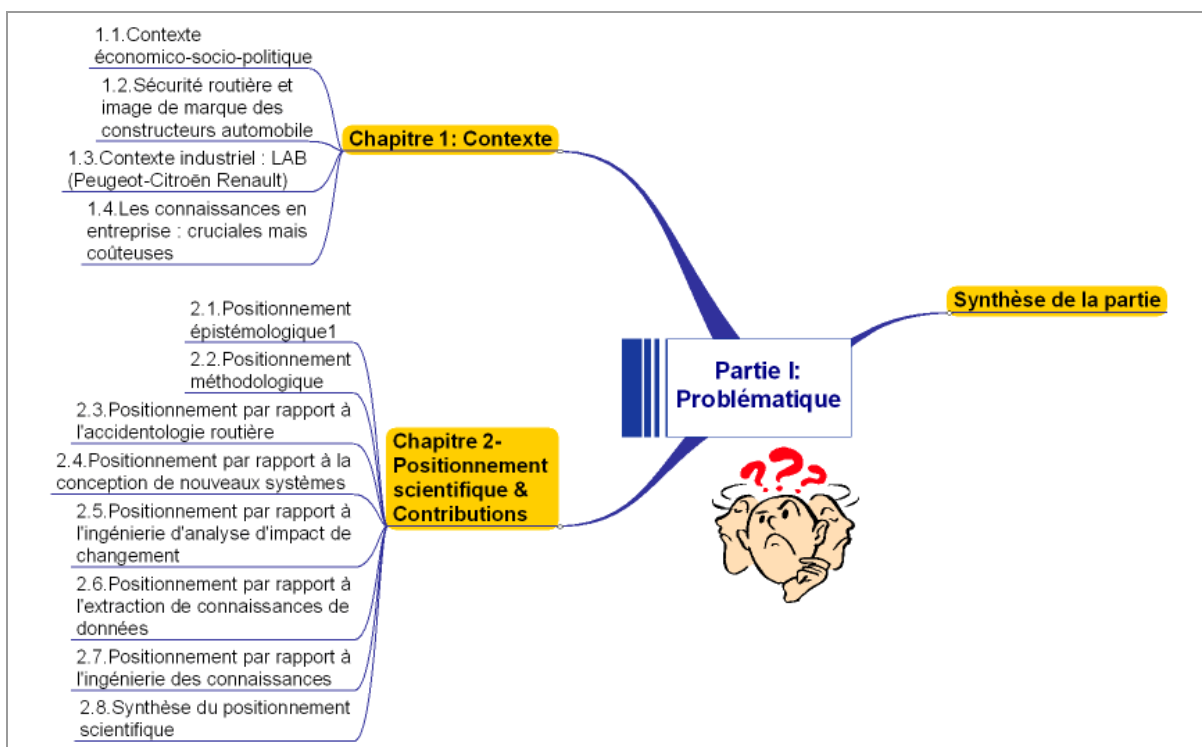 1.1.Contexte
économico-socio-politique
1.2.Sécurité routière et
image de marque des
constructeurs automobile
1.3.Contexte industriel : LAB
(Peugeot-Citroën Renault)
1.4.Les connaissances en
entreprise : cruciales mais
coûteuses
Chapitre 1: Contexte
2.1.Positionnement
épistémologique1
2.2.Positionnement
méthodologique
2.3.Positionnement par rapport à
l'accidentologie routière
2.4.Positionnement par rapport à la
conception de nouveaux systèmes
2.5.Positionnement par rapport à
l'ingénierie d'analyse d'impact de
changement
2.6.Positionnement par rapport à
l'extraction de connaissances de
données
2.7.Positionnement par rapport à
l'ingénierie des connaissances
2.8.Synthèse du positionnement
scientifique
Chapitre 2-
Positionnement
scientifique &
Contributions
Partie I:
Problématique
???
Synthèse de la partie